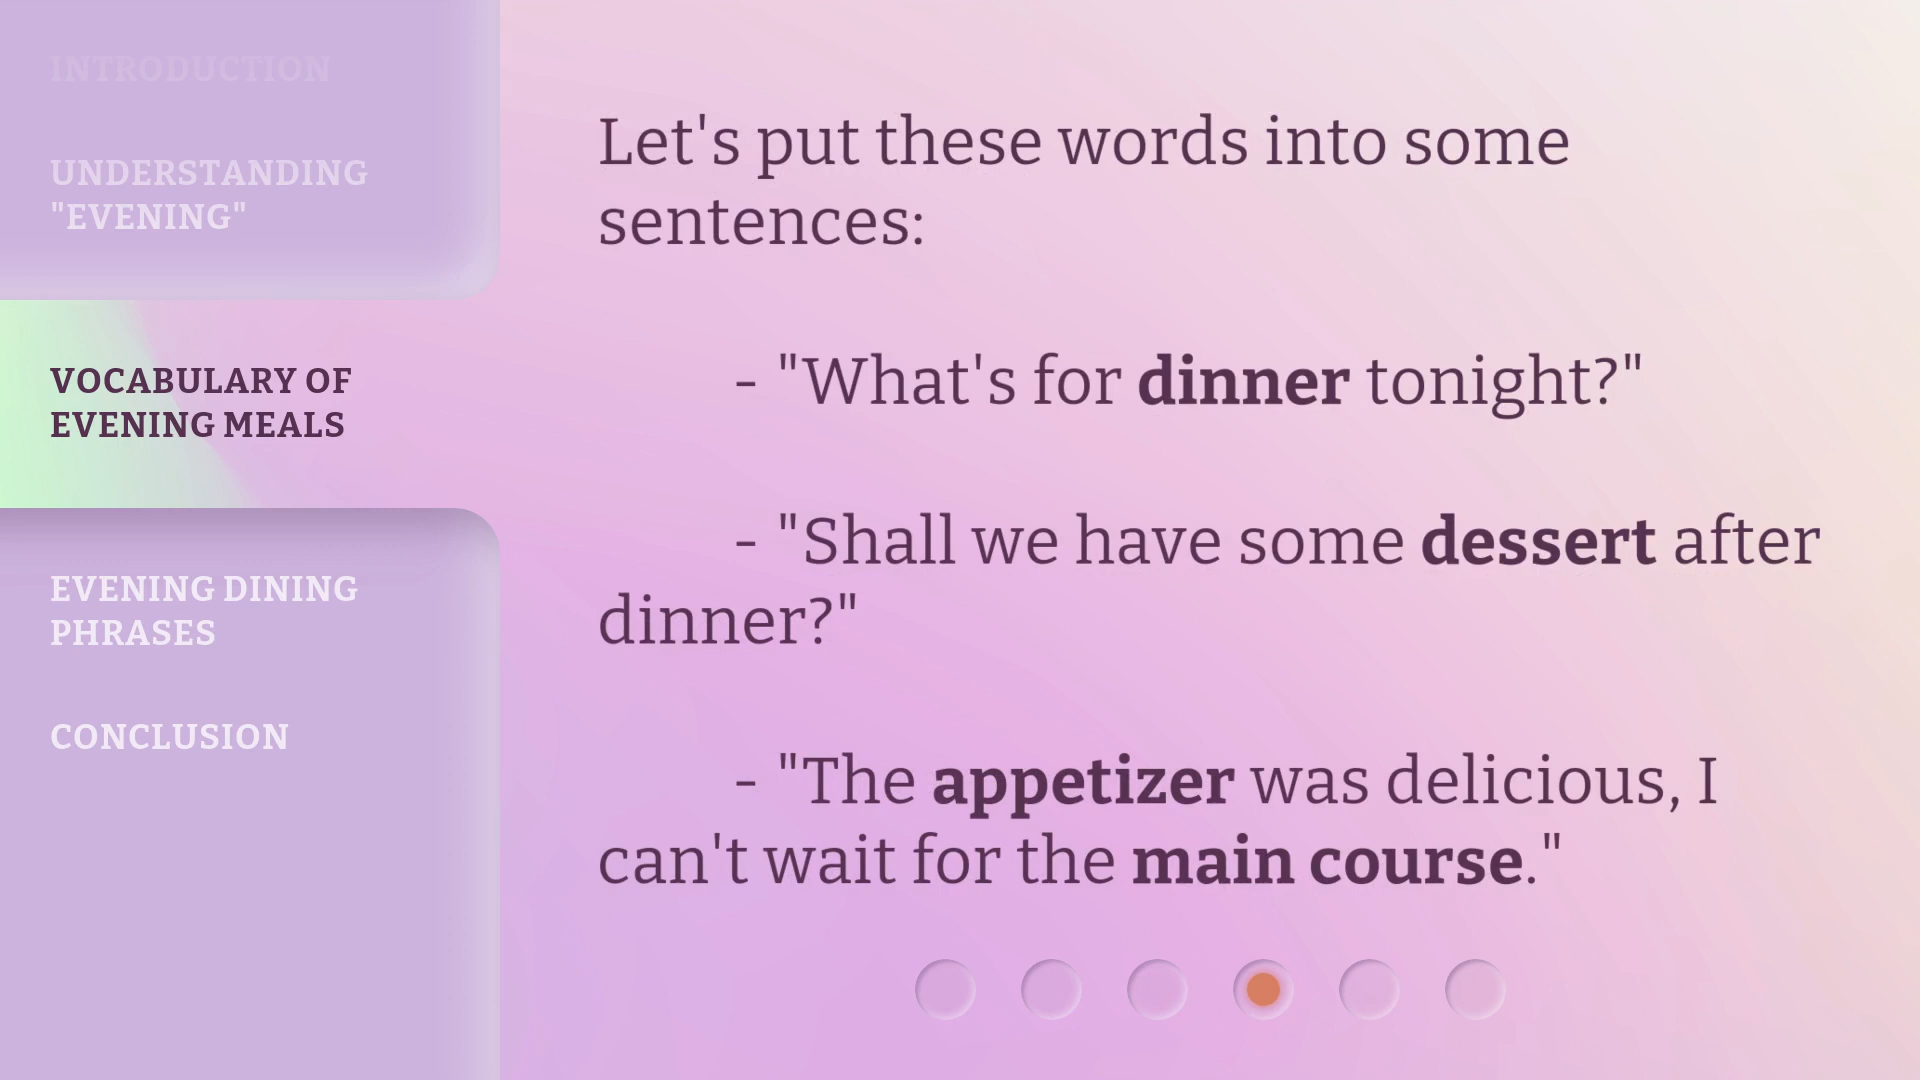 INTRODUCTION
UNDERSTANDING
"EVENING"
VOCABULARY OF
EVENING MEALS
EVENING DINING
PHRASES
CONCLUSION
Let's put these words into some
sentences:
- "What's for dinner tonight?"
- "Shall we have some dessert after
dinner?"
- "The appetizer was delicious, I
can't wait for the main course."